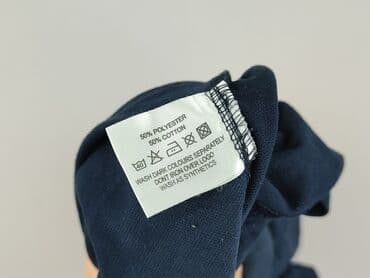 50% POLYESTER
50% COTTON
WASH DARK COLOURS SEPARATELY
DONT IRON OVER LOGO
WASH AS SYNTHETICS